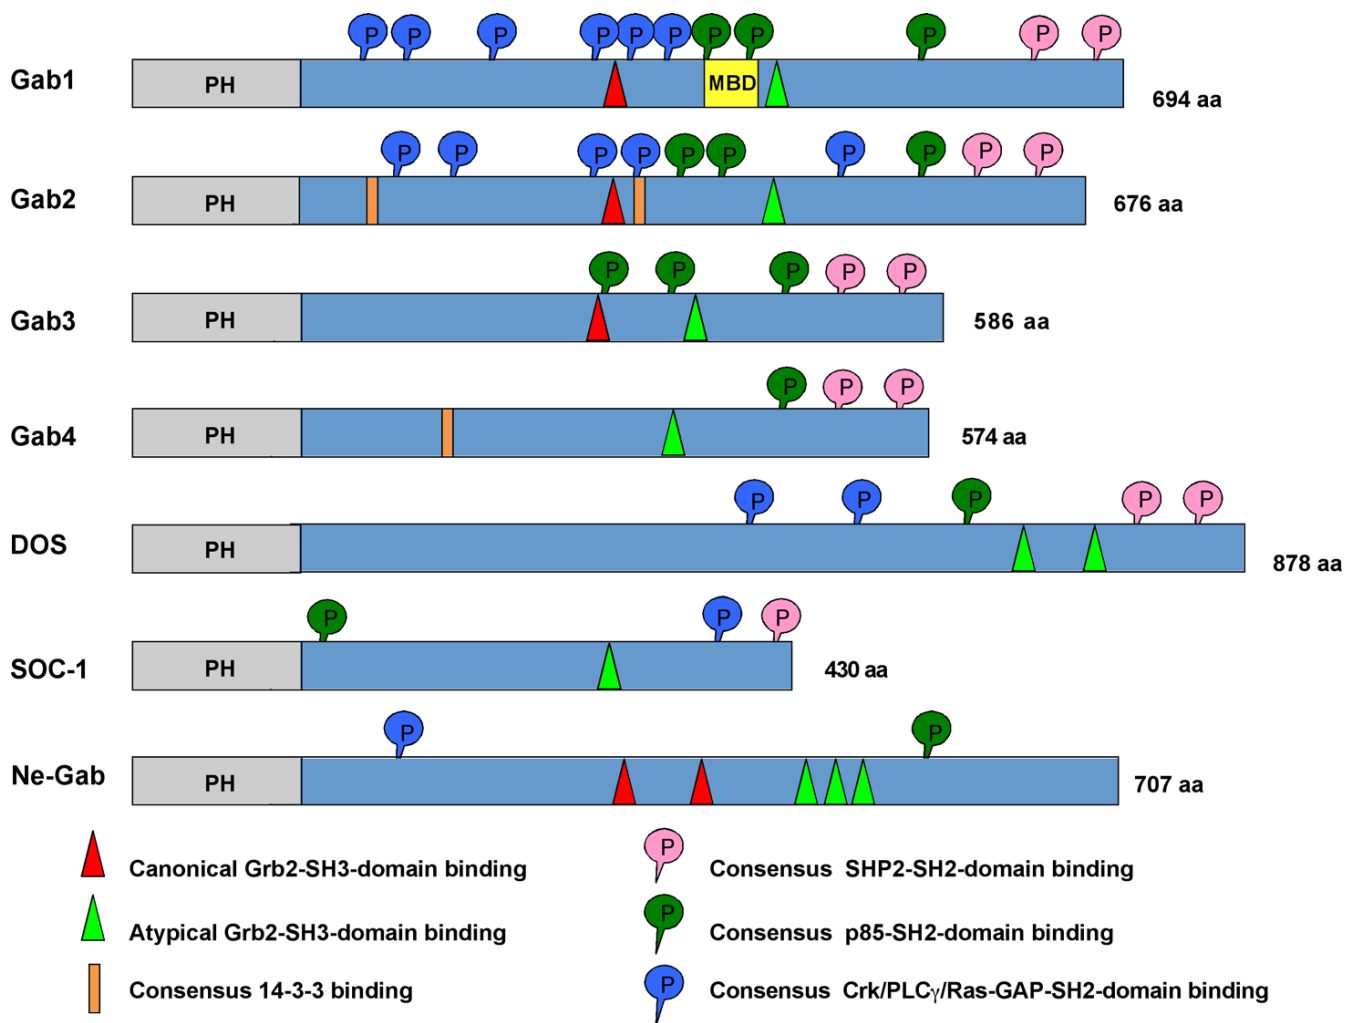 P P P P P P P P P P P
Gab1 PH MBD 694 aa
P P P P P P P P P P
Gab2 PH 676 aa
P P P P P
Gab3 PH 586 aa
P P P
Gab4 PH 574 aa
P P P P P
DOS PH 878 aa
P P P
SOC-1 PH 430 aa
P P
Ne-Gab PH 707 aa
P
Canonical Grb2-SH3-domain binding Consensus SHP2-SH2-domain binding
P
Atypical Grb2-SH3-domain binding Consensus p85-SH2-domain binding
P
Consensus 14-3-3 binding Consensus Crk/PLCγ/Ras-GAP-SH2-domain binding